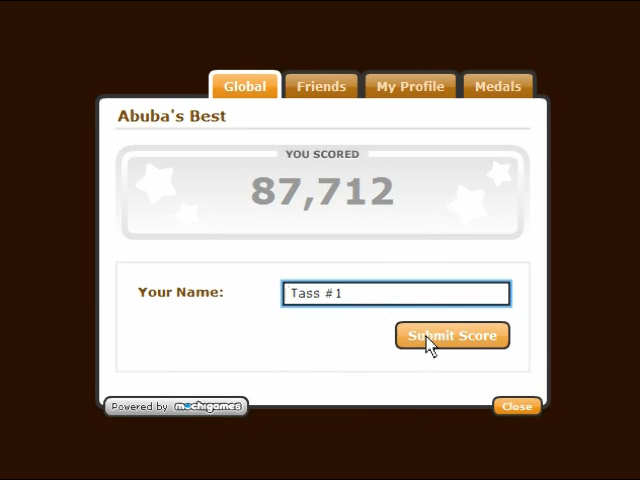 Global Friends My Profile Medals
Abuba's Best
YOU SCORED
87,712
Your Name: Tass #1
Submit Score
Powered by mochigames Close